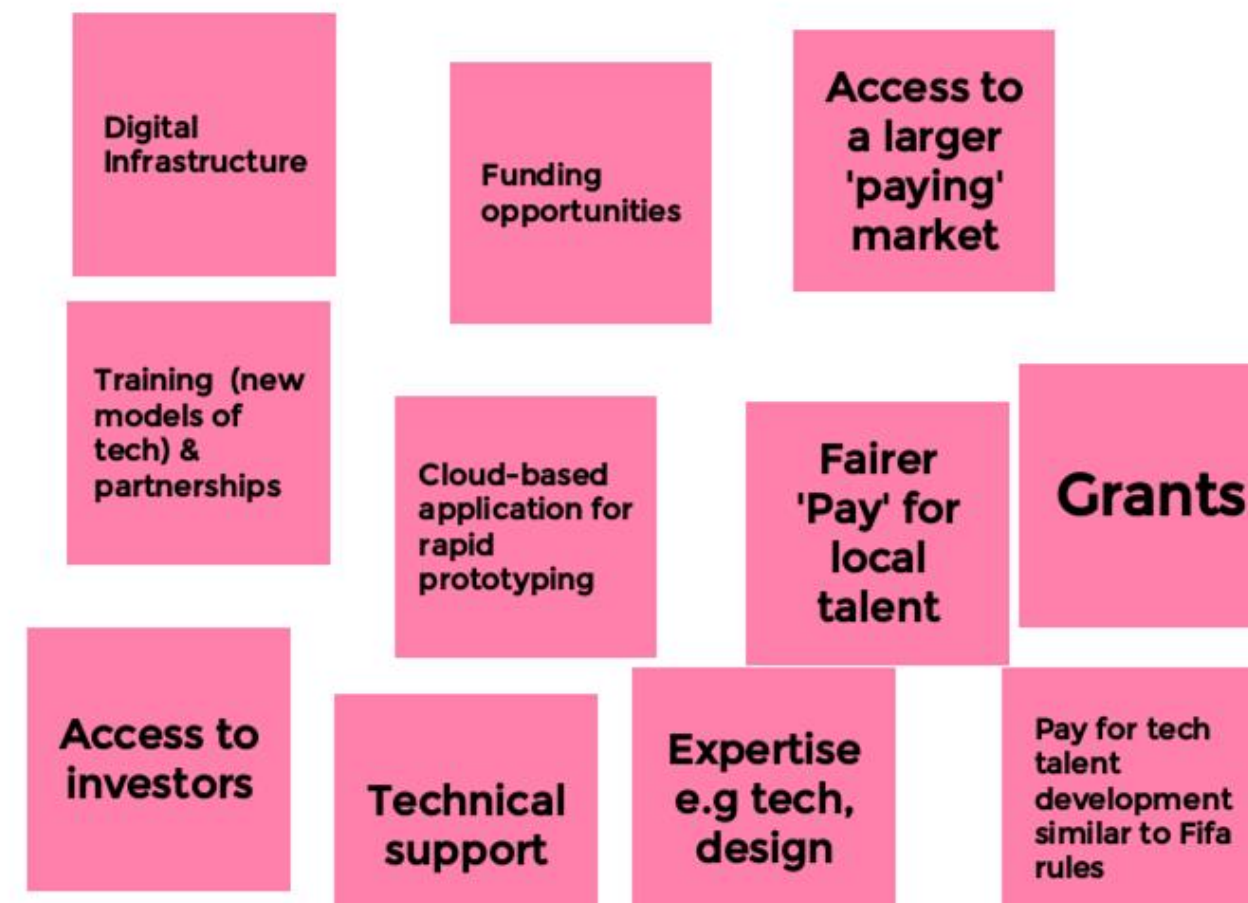 Digital
Infrastructure
Funding
opportunities
Access to
a larger
'paying'
market
Training (new
models of
tech) &
partnerships
Cloud-based
application for
rapid
prototyping
Fairer
'Pay' for
local
talent
Grants
Access to
investors
Technical
support
Expertise
e.g tech,
design
Pay for tech
talent
development
similar to Fifa
rules